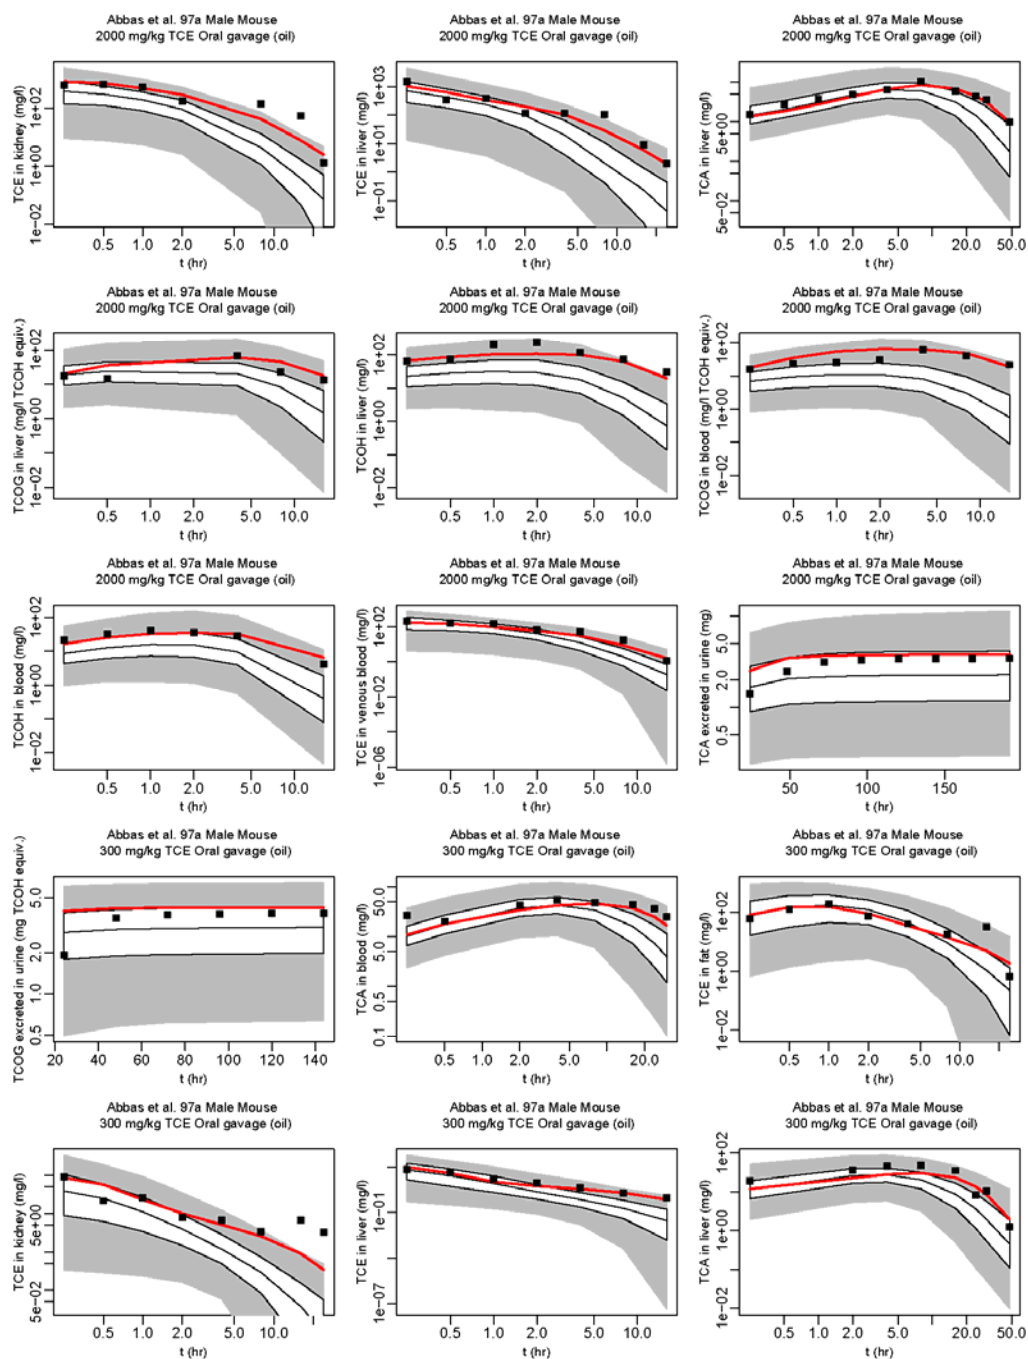 Abbas et al. 97a Male Mouse
2000 mg/kg TCE Oral gavage (oil)
TCE in kidney (mg/l)
1e+02
1e+00
1e-02
0.5 1.0 2.0 5.0 10.0
t (hr)
Abbas et al. 97a Male Mouse
2000 mg/kg TCE Oral gavage (oil)
TCE in liver (mg/l)
1e+03
1e+01
1e-01
0.5 1.0 2.0 5.0 10.0
t (hr)
Abbas et al. 97a Male Mouse
2000 mg/kg TCE Oral gavage (oil)
TCA in liver (mg/l)
1e+02
5e+00
5e-02
0.5 1.0 2.0 5.0 20.0 50.0
t (hr)
Abbas et al. 97a Male Mouse
2000 mg/kg TCE Oral gavage (oil)
TCOG in liver (mg/l TCOH equiv.)
1e+02
1e+00
1e-02
0.5 1.0 2.0 5.0 10.0
t (hr)
Abbas et al. 97a Male Mouse
2000 mg/kg TCE Oral gavage (oil)
TCOH in liver (mg/l)
1e+02
1e+00
1e-02
0.5 1.0 2.0 5.0 10.0
t (hr)
Abbas et al. 97a Male Mouse
2000 mg/kg TCE Oral gavage (oil)
TCOG in blood (mg/l TCOH equiv.)
1e+02
1e+00
1e-02
0.5 1.0 2.0 5.0 10.0
t (hr)
Abbas et al. 97a Male Mouse
2000 mg/kg TCE Oral gavage (oil)
TCOH in blood (mg/l)
1e+02
1e+00
1e-02
0.5 1.0 2.0 5.0 10.0
t (hr)
Abbas et al. 97a Male Mouse
2000 mg/kg TCE Oral gavage (oil)
TCE in venous blood (mg/l)
1e+02
1e-02
1e-06
0.5 1.0 2.0 5.0 10.0
t (hr)
Abbas et al. 97a Male Mouse
2000 mg/kg TCE Oral gavage (oil)
TCA excreted in urine (mg)
5.0
2.0
0.5
50 100 150
t (hr)
Abbas et al. 97a Male Mouse
300 mg/kg TCE Oral gavage (oil)
TCOG excreted in urine (mg TCOH equiv.)
5.0
2.0
1.0
0.5
20 40 60 80 100 120 140
t (hr)
Abbas et al. 97a Male Mouse
300 mg/kg TCE Oral gavage (oil)
TCA in blood (mg/l)
50.0
5.0
0.5
0.1
0.5 1.0 2.0 5.0 20.0
t (hr)
Abbas et al. 97a Male Mouse
300 mg/kg TCE Oral gavage (oil)
TCE in fat (mg/l)
1e+02
1e+00
1e-02
0.5 1.0 2.0 5.0 10.0
t (hr)
Abbas et al. 97a Male Mouse
300 mg/kg TCE Oral gavage (oil)
TCE in kidney (mg/l)
5e+00
5e-02
0.5 1.0 2.0 5.0 10.0
t (hr)
Abbas et al. 97a Male Mouse
300 mg/kg TCE Oral gavage (oil)
TCE in liver (mg/l)
1e-01
1e-07
0.5 1.0 2.0 5.0 10.0
t (hr)
Abbas et al. 97a Male Mouse
300 mg/kg TCE Oral gavage (oil)
TCA in liver (mg/l)
1e+02
1e+00
1e-02
0.5 1.0 2.0 5.0 20.0 50.0
t (hr)